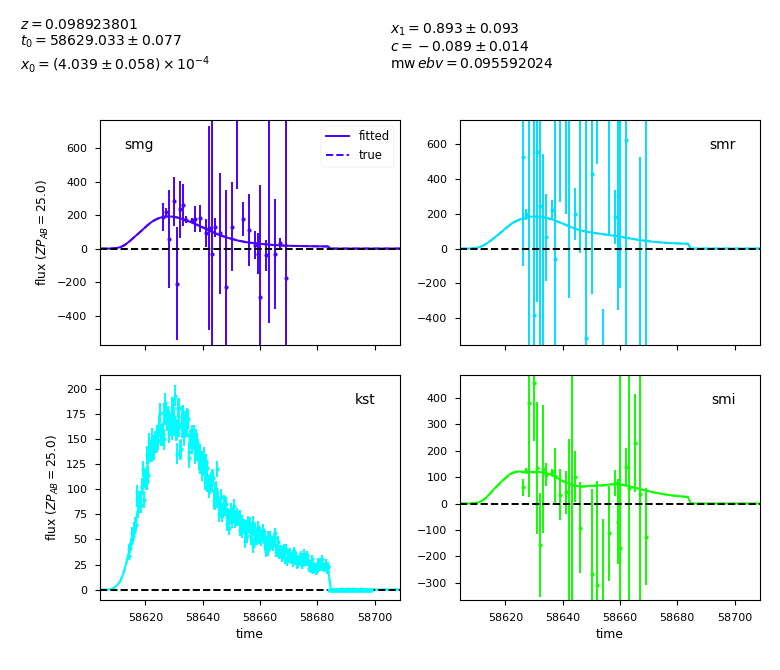 z = 0.098923801
t₀ = 58629.033 ± 0.077
x₀ = (4.039 ± 0.058) × 10⁻⁴
x₁ = 0.893 ± 0.093
c = −0.089 ± 0.014
mw ebv = 0.095592024
smg
fitted
true
600
400
200
0
−200
−400
flux (ZP_AB = 25.0)
smr
600
400
200
0
−200
−400
kst
200
175
150
125
100
75
50
25
0
flux (ZP_AB = 25.0)
58620 58640 58660 58680 58700
time
smi
400
300
200
100
0
−100
−200
−300
58620 58640 58660 58680 58700
time